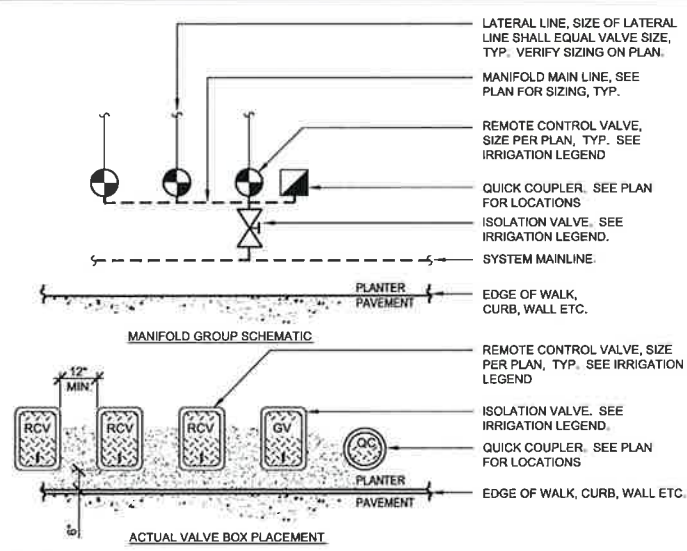 LATERAL LINE, SIZE OF LATERAL
LINE SHALL EQUAL VALVE SIZE,
TYP. VERIFY SIZING ON PLAN.
MANIFOLD MAIN LINE, SEE
PLAN FOR SIZING, TYP.
REMOTE CONTROL VALVE,
SIZE PER PLAN, TYP. SEE
IRRIGATION LEGEND
QUICK COUPLER. SEE PLAN
FOR LOCATIONS
ISOLATION VALVE. SEE
IRRIGATION LEGEND.
SYSTEM MAINLINE.
PLANTER
PAVEMENT
EDGE OF WALK,
CURB, WALL ETC.
MANIFOLD GROUP SCHEMATIC
REMOTE CONTROL VALVE, SIZE
PER PLAN, TYP. SEE IRRIGATION
LEGEND
12"
MIN
RCV
RCV
RCV
GV
QC
ISOLATION VALVE. SEE
IRRIGATION LEGEND.
QUICK COUPLER. SEE PLAN
FOR LOCATIONS
PLANTER
PAVEMENT
EDGE OF WALK, CURB, WALL ETC.
6"
ACTUAL VALVE BOX PLACEMENT